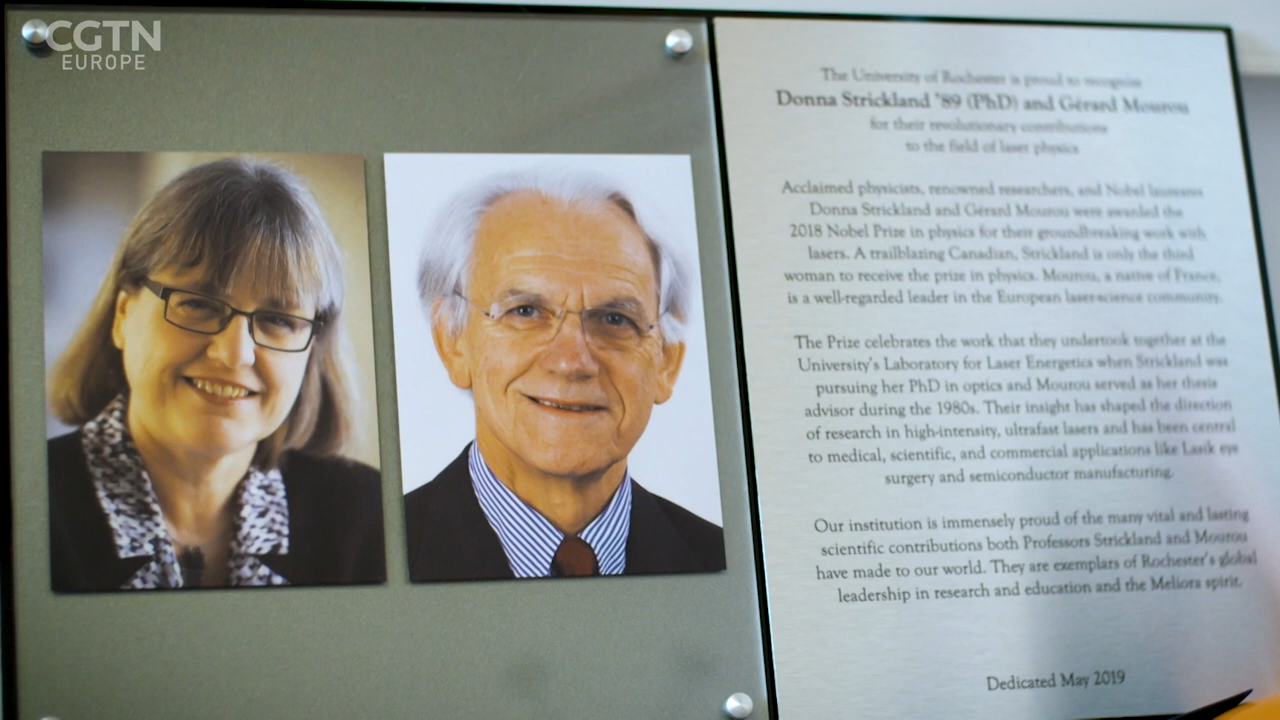 CGTN
EUROPE
The University of Rochester is proud to recognize
Donna Strickland '89 (PhD) and Gérard Mourou
for their revolutionary contributions
to the field of laser physics
Acclaimed physicists, renowned researchers, and Nobel laureates
Donna Strickland and Gérard Mourou were awarded the
2018 Nobel Prize in physics for their groundbreaking work with
lasers. A trailblazing Canadian, Strickland is only the third
woman to receive the prize in physics. Mourou, a native of France,
is a well-regarded leader in the European laser-science community.
The Prize celebrates the work that they undertook together at the
University's Laboratory for Laser Energetics when Strickland was
pursuing her PhD in optics and Mourou served as her thesis
advisor during the 1980s. Their insight has shaped the direction
of research in high-intensity, ultrafast lasers and has been central
to medical, scientific, and commercial applications like Lasik eye
surgery and semiconductor manufacturing.
Our institution is immensely proud of the many vital and lasting
scientific contributions both Professors Strickland and Mourou
have made to our world. They are exemplars of Rochester's global
leadership in research and education and the Meliora spirit.
Dedicated May 2019